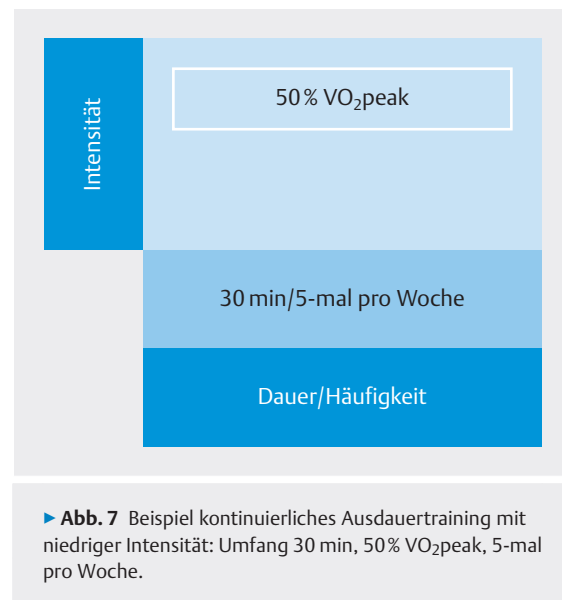 Intensität
50 % VO₂peak
30 min/5-mal pro Woche
Dauer/Häufigkeit
▶ Abb. 7 Beispiel kontinuierliches Ausdauertraining mit
niedriger Intensität: Umfang 30 min, 50 % VO₂peak, 5-mal
pro Woche.